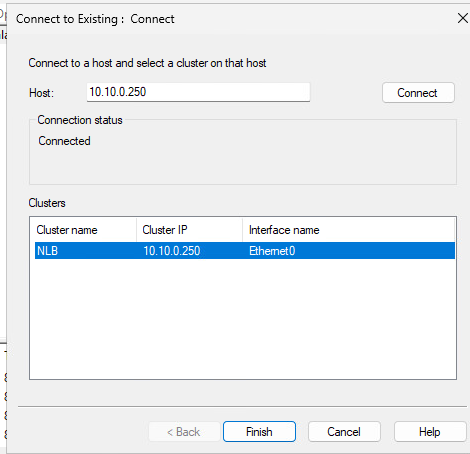 Connect to Existing : Connect
Connect to a host and select a cluster on that host
Host: 10.10.0.250 Connect
Connection status
Connected
Clusters
Cluster name Cluster IP Interface name
NLB 10.10.0.250 Ethernet0
< Back Finish Cancel Help